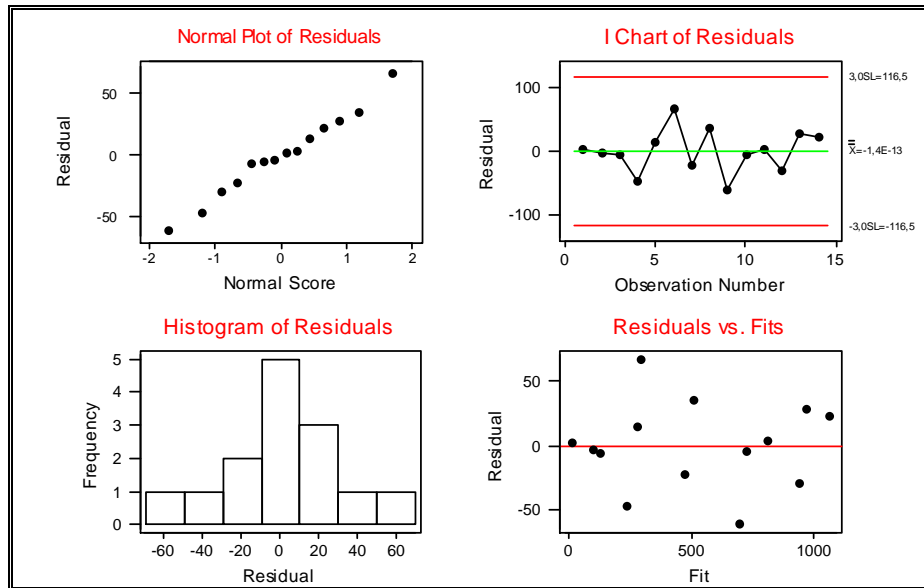 Normal Plot of Residuals
50
0
-50
Residual
-2
-1
0
1
2
Normal Score
I Chart of Residuals
100
0
-100
Residual
3,0SL=116,5
X=-1,4E-13
-3,0SL=-116,5
0
5
10
15
Observation Number
Histogram of Residuals
5
4
3
2
1
0
Frequency
-60
-40
-20
0
20
40
60
Residual
Residuals vs. Fits
50
0
-50
Residual
0
500
1000
Fit